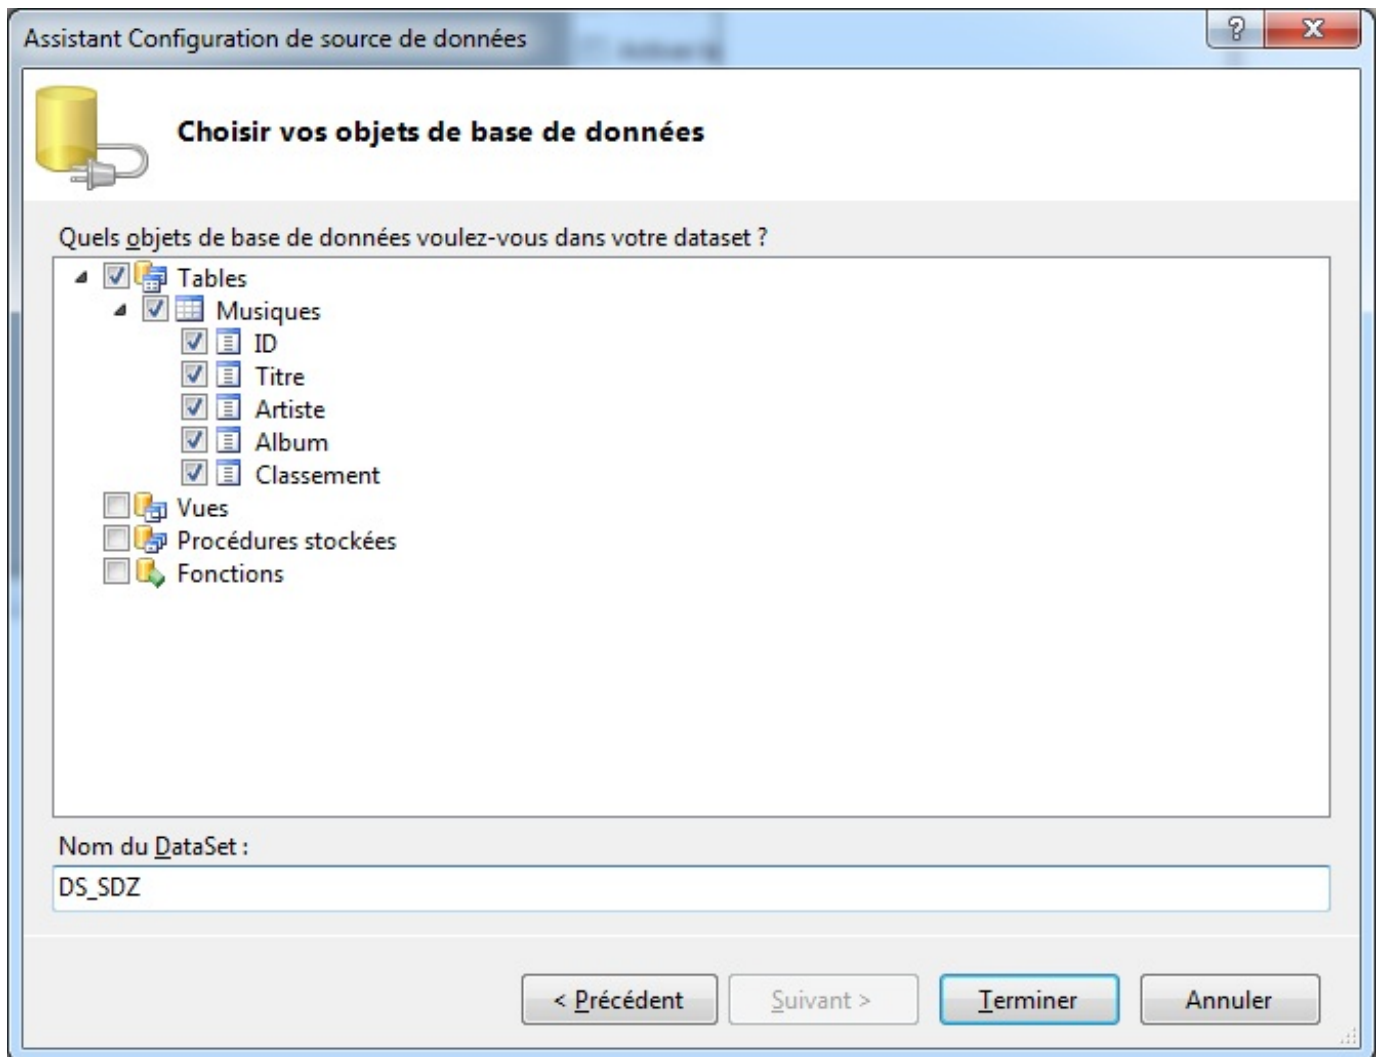 Assistant Configuration de source de données
Choisir vos objets de base de données
Quels objets de base de données voulez-vous dans votre dataset ?
Tables
Musiques
ID
Titre
Artiste
Album
Classement
Vues
Procédures stockées
Fonctions
Nom du DataSet :
DS_SDZ
< Précédent Suivant > Terminer Annuler